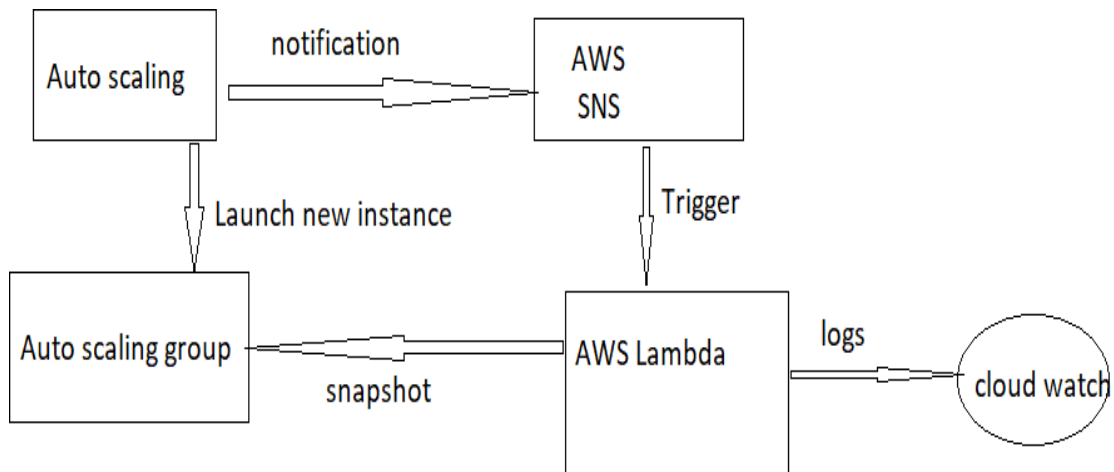 notification
Auto scaling
AWS
SNS
Launch new instance
Trigger
Auto scaling group
snapshot
AWS Lambda
logs
cloud watch